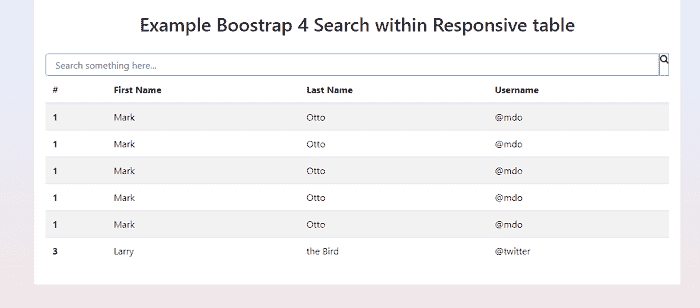 Example Boostrap 4 Search within Responsive table
Search something here...
# First Name Last Name Username
1 Mark Otto @mdo
1 Mark Otto @mdo
1 Mark Otto @mdo
1 Mark Otto @mdo
1 Mark Otto @mdo
3 Larry the Bird @twitter